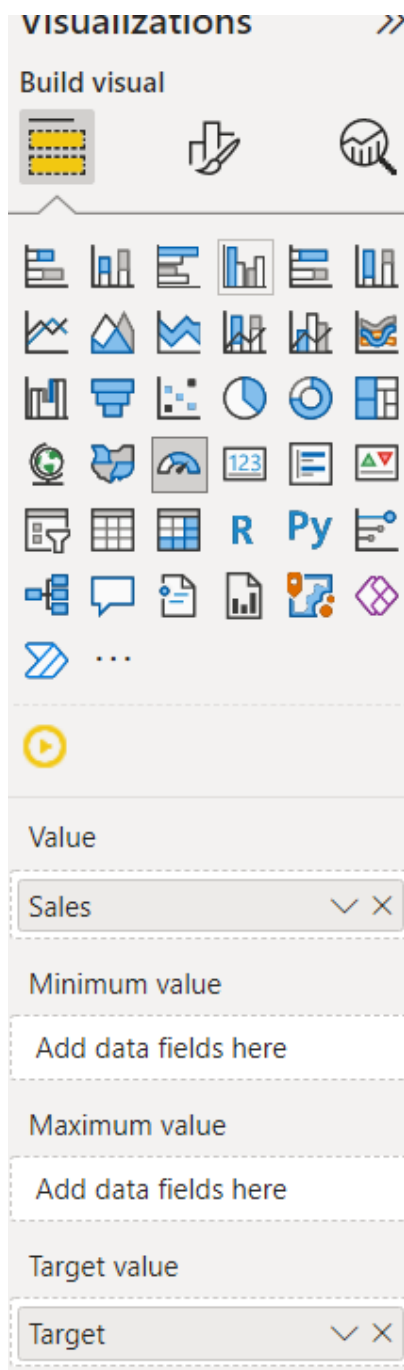 Visualizations »
Build visual
123
R Py
...
Value
Sales
Minimum value
Add data fields here
Maximum value
Add data fields here
Target value
Target